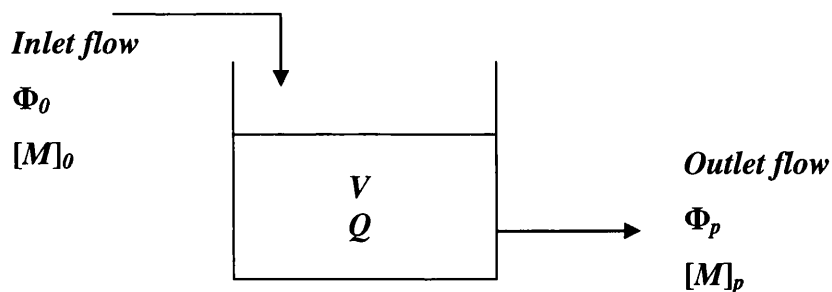 Inlet flow
Φ₀
[M]₀
V
Q
Outlet flow
Φₚ
[M]ₚ